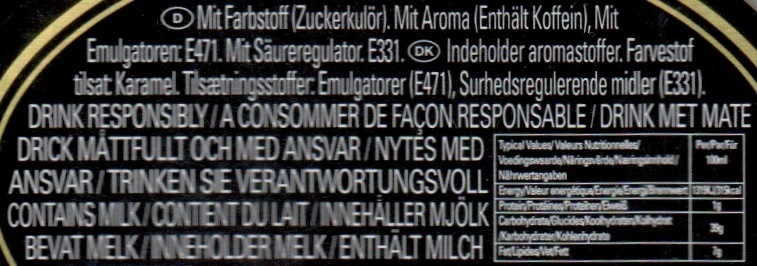 D Mit Farbstoff (Zuckerkulör). Mit Aroma (Enthält Koffein), Mit
Emulgatoren: E471. Mit Säureregulator. E331. DK Indeholder aromastoffer. Farvestof
tilsat: Karamel. Tilsætningsstoffer: Emulgatorer (E471), Surhedsregulerende midler (E331).
DRINK RESPONSIBLY / A CONSOMMER DE FAÇON RESPONSABLE / DRINK MET MATE
DRICK MÅTTFULLT OCH MED ANSVAR / NYTES MED
ANSVAR / TRINKEN SIE VERANTWORTUNGSVOLL
CONTAINS MILK / CONTIENT DU LAIT / INNEHÅLLER MJÖLK
BEVAT MELK / INNEHOLDER MELK / ENTHÄLT MILCH
Typical Values/Valeurs Nutritionnelles/ Per/Par/Für
Voedingswaarde/Näringsvärde/Næringsinnhold/ 100ml
Nährwertangaben
Energy/Valeur energétique/Energie/Energi/Brennwert
Protein/Protéines/Proteïnen/Eiweiß 1g
Carbohydrate/Glucides/Koolhydraten/Kolhydrat
/Karbohydrater/Kohlenhydrate
Fat/Lipides/Vet/Fett